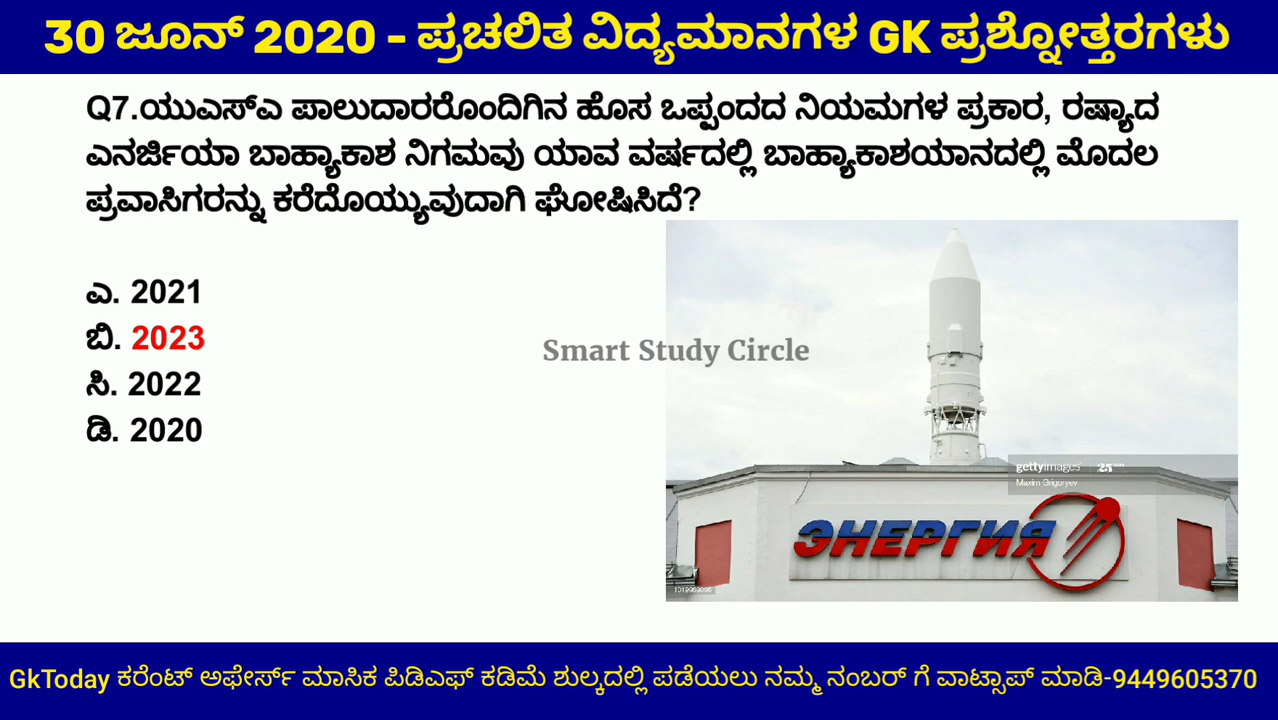 30 ಜೂನ್ 2020 - ಪ್ರಚಲಿತ ವಿದ್ಯಮಾನಗಳ GK ಪ್ರಶ್ನೋತ್ತರಗಳು
Q7.ಯುಎಸ್ಎ ಪಾಲುದಾರರೊಂದಿಗಿನ ಹೊಸ ಒಪ್ಪಂದದ ನಿಯಮಗಳ ಪ್ರಕಾರ, ರಷ್ಯಾದ
ಎನರ್ಜಿಯಾ ಬಾಹ್ಯಾಕಾಶ ನಿಗಮವು ಯಾವ ವರ್ಷದಲ್ಲಿ ಬಾಹ್ಯಾಕಾಶಯಾನದಲ್ಲಿ ಮೊದಲ
ಪ್ರವಾಸಿಗರನ್ನು ಕರೆದೊಯ್ಯುವುದಾಗಿ ಘೋಷಿಸಿದೆ?
ಎ. 2021
ಬಿ. 2023
ಸಿ. 2022
ಡಿ. 2020
Smart Study Circle
gettyimages
Maxim Grigoryev
ЭНЕРГИЯ
GkToday ಕರೆಂಟ್ ಅಫೇರ್ಸ್ ಮಾಸಿಕ ಪಿಡಿಎಫ್ ಕಡಿಮೆ ಶುಲ್ಕದಲ್ಲಿ ಪಡೆಯಲು ನಮ್ಮ ನಂಬರ್ ಗೆ ವಾಟ್ಸಾಪ್ ಮಾಡಿ-9449605370